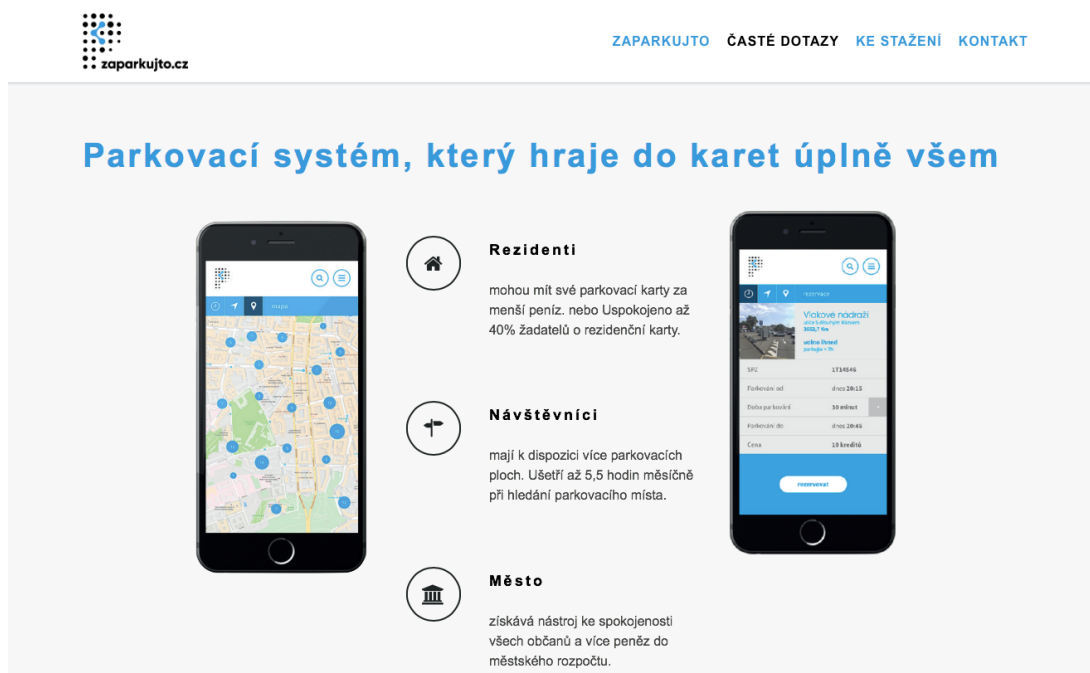 zaparkujto.cz
ZAPARKUJTO ČASTÉ DOTAZY KE STAŽENÍ KONTAKT
Parkovací systém, který hraje do karet úplně všem
mapa
Rezidenti
mohou mít své parkovací karty za
menší peníz. nebo Uspokojeno až
40% žadatelů o rezidenční karty.
Návštěvníci
mají k dispozici více parkovacích
ploch. Ušetří až 5,5 hodin měsíčně
při hledání parkovacího místa.
Město
získává nástroj ke spokojenosti
všech občanů a více peněz do
městského rozpočtu.
rezervace
Vlakové nádraží
volno ihned
SPZ 1T14546
Parkování od dnes 20:15
Doba parkování 30 minut
Parkování do dnes 20:45
Cena 10 kreditů
rezervovat